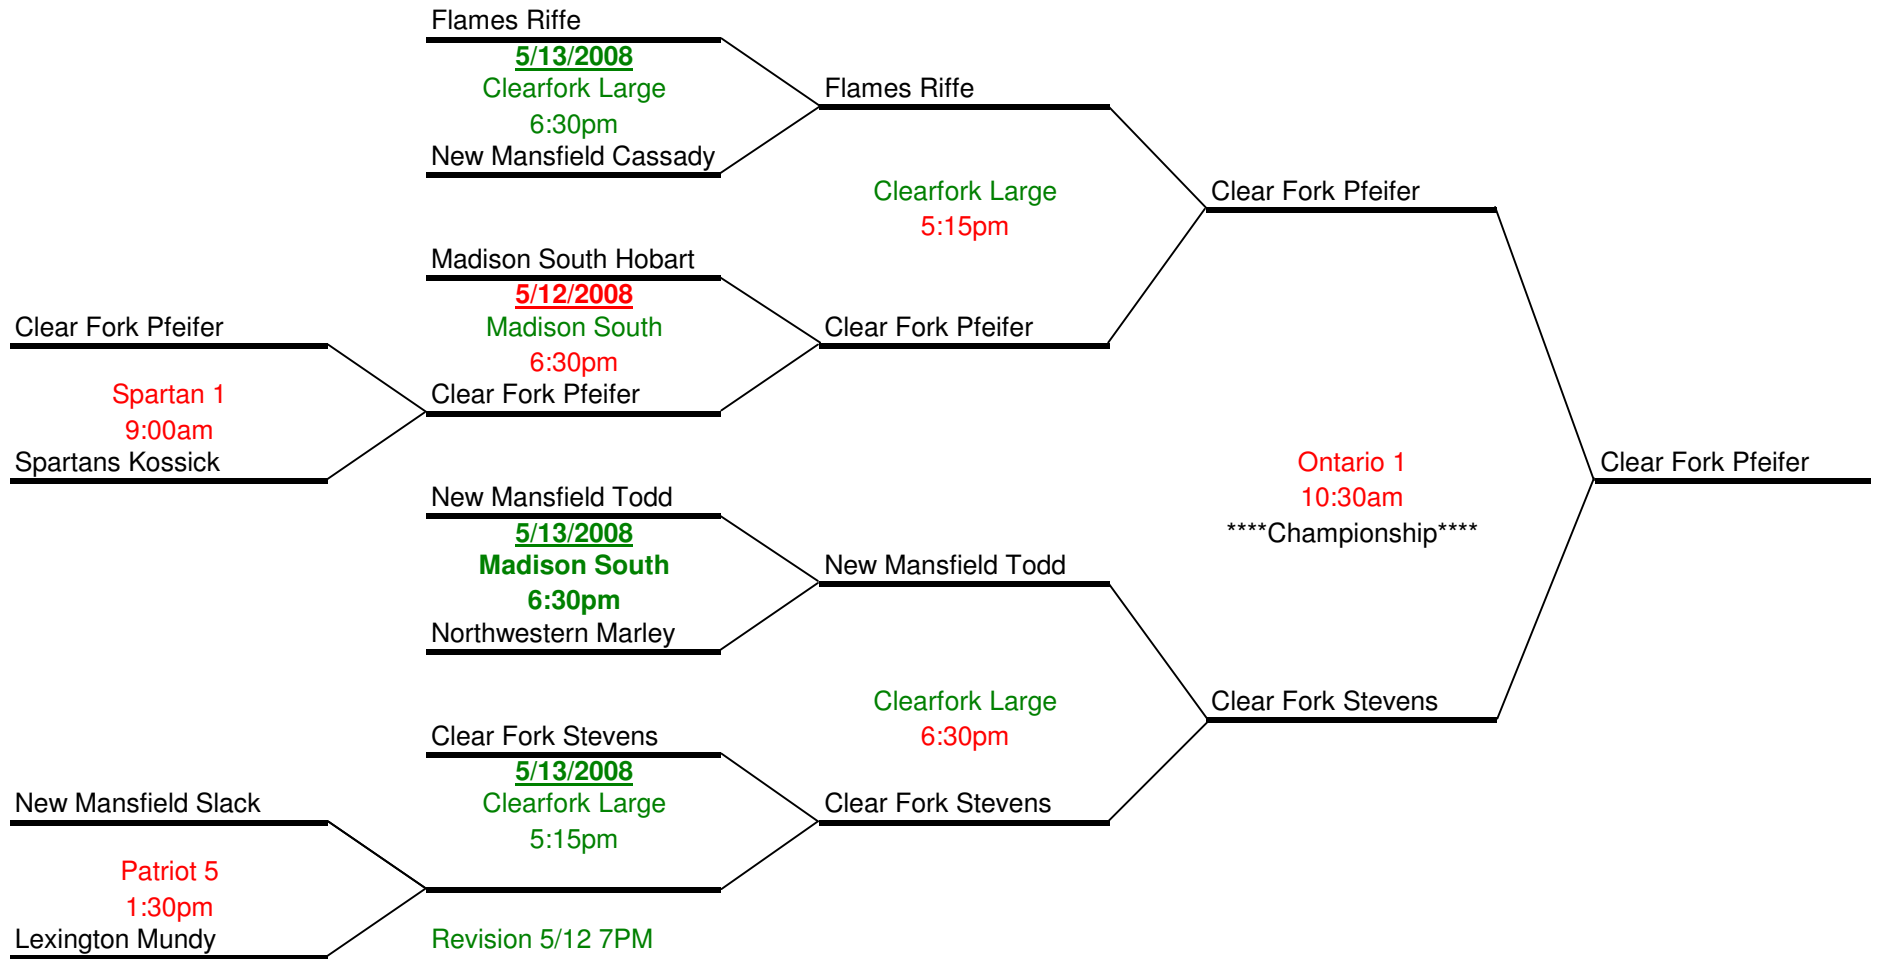 Flames Riffe
5/13/2008
Clearfork Large
6:30pm
New Mansfield Cassady
Flames Riffe
Clearfork Large
5:15pm
Clear Fork Pfeifer
Madison South Hobart
5/12/2008
Madison South
6:30pm
Clear Fork Pfeifer
Clear Fork Pfeifer
Clear Fork Pfeifer
Spartan 1
9:00am
Spartans Kossick
New Mansfield Todd
5/13/2008
Madison South
6:30pm
Northwestern Marley
New Mansfield Todd
Ontario 1
10:30am
****Championship****
Clear Fork Pfeifer
Clearfork Large
6:30pm
Clear Fork Stevens
Clear Fork Stevens
5/13/2008
Clearfork Large
5:15pm
Clear Fork Stevens
New Mansfield Slack
Patriot 5
1:30pm
Lexington Mundy
Revision 5/12 7PM